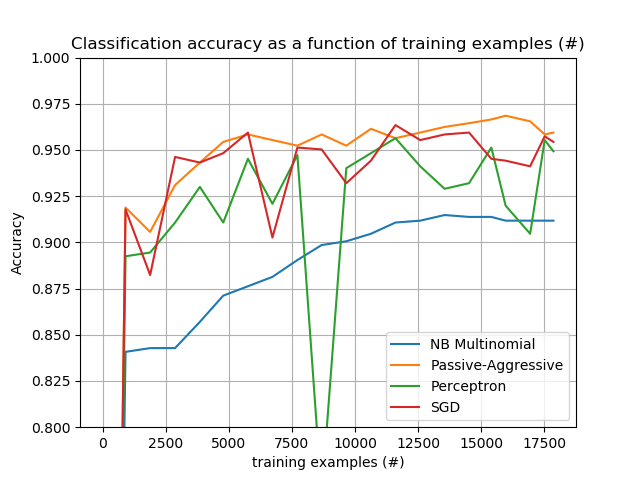 Classification accuracy as a function of training examples (#)
1.000
0.975
0.950
0.925
0.900
0.875
0.850
0.825
0.800
Accuracy
NB Multinomial
Passive-Aggressive
Perceptron
SGD
0 2500 5000 7500 10000 12500 15000 17500
training examples (#)